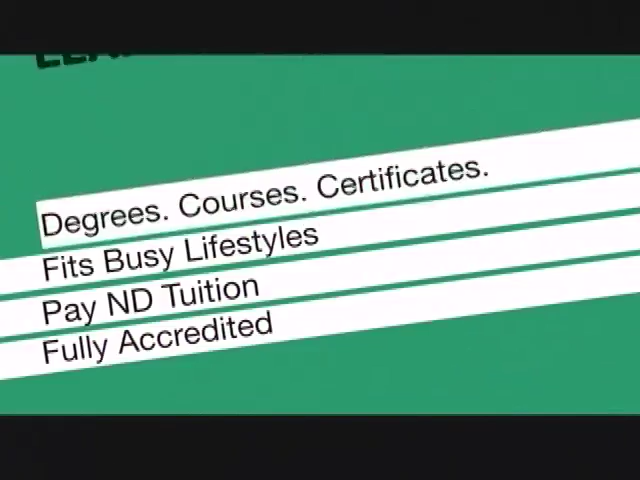 Degrees. Courses. Certificates.
Fits Busy Lifestyles
Pay ND Tuition
Fully Accredited